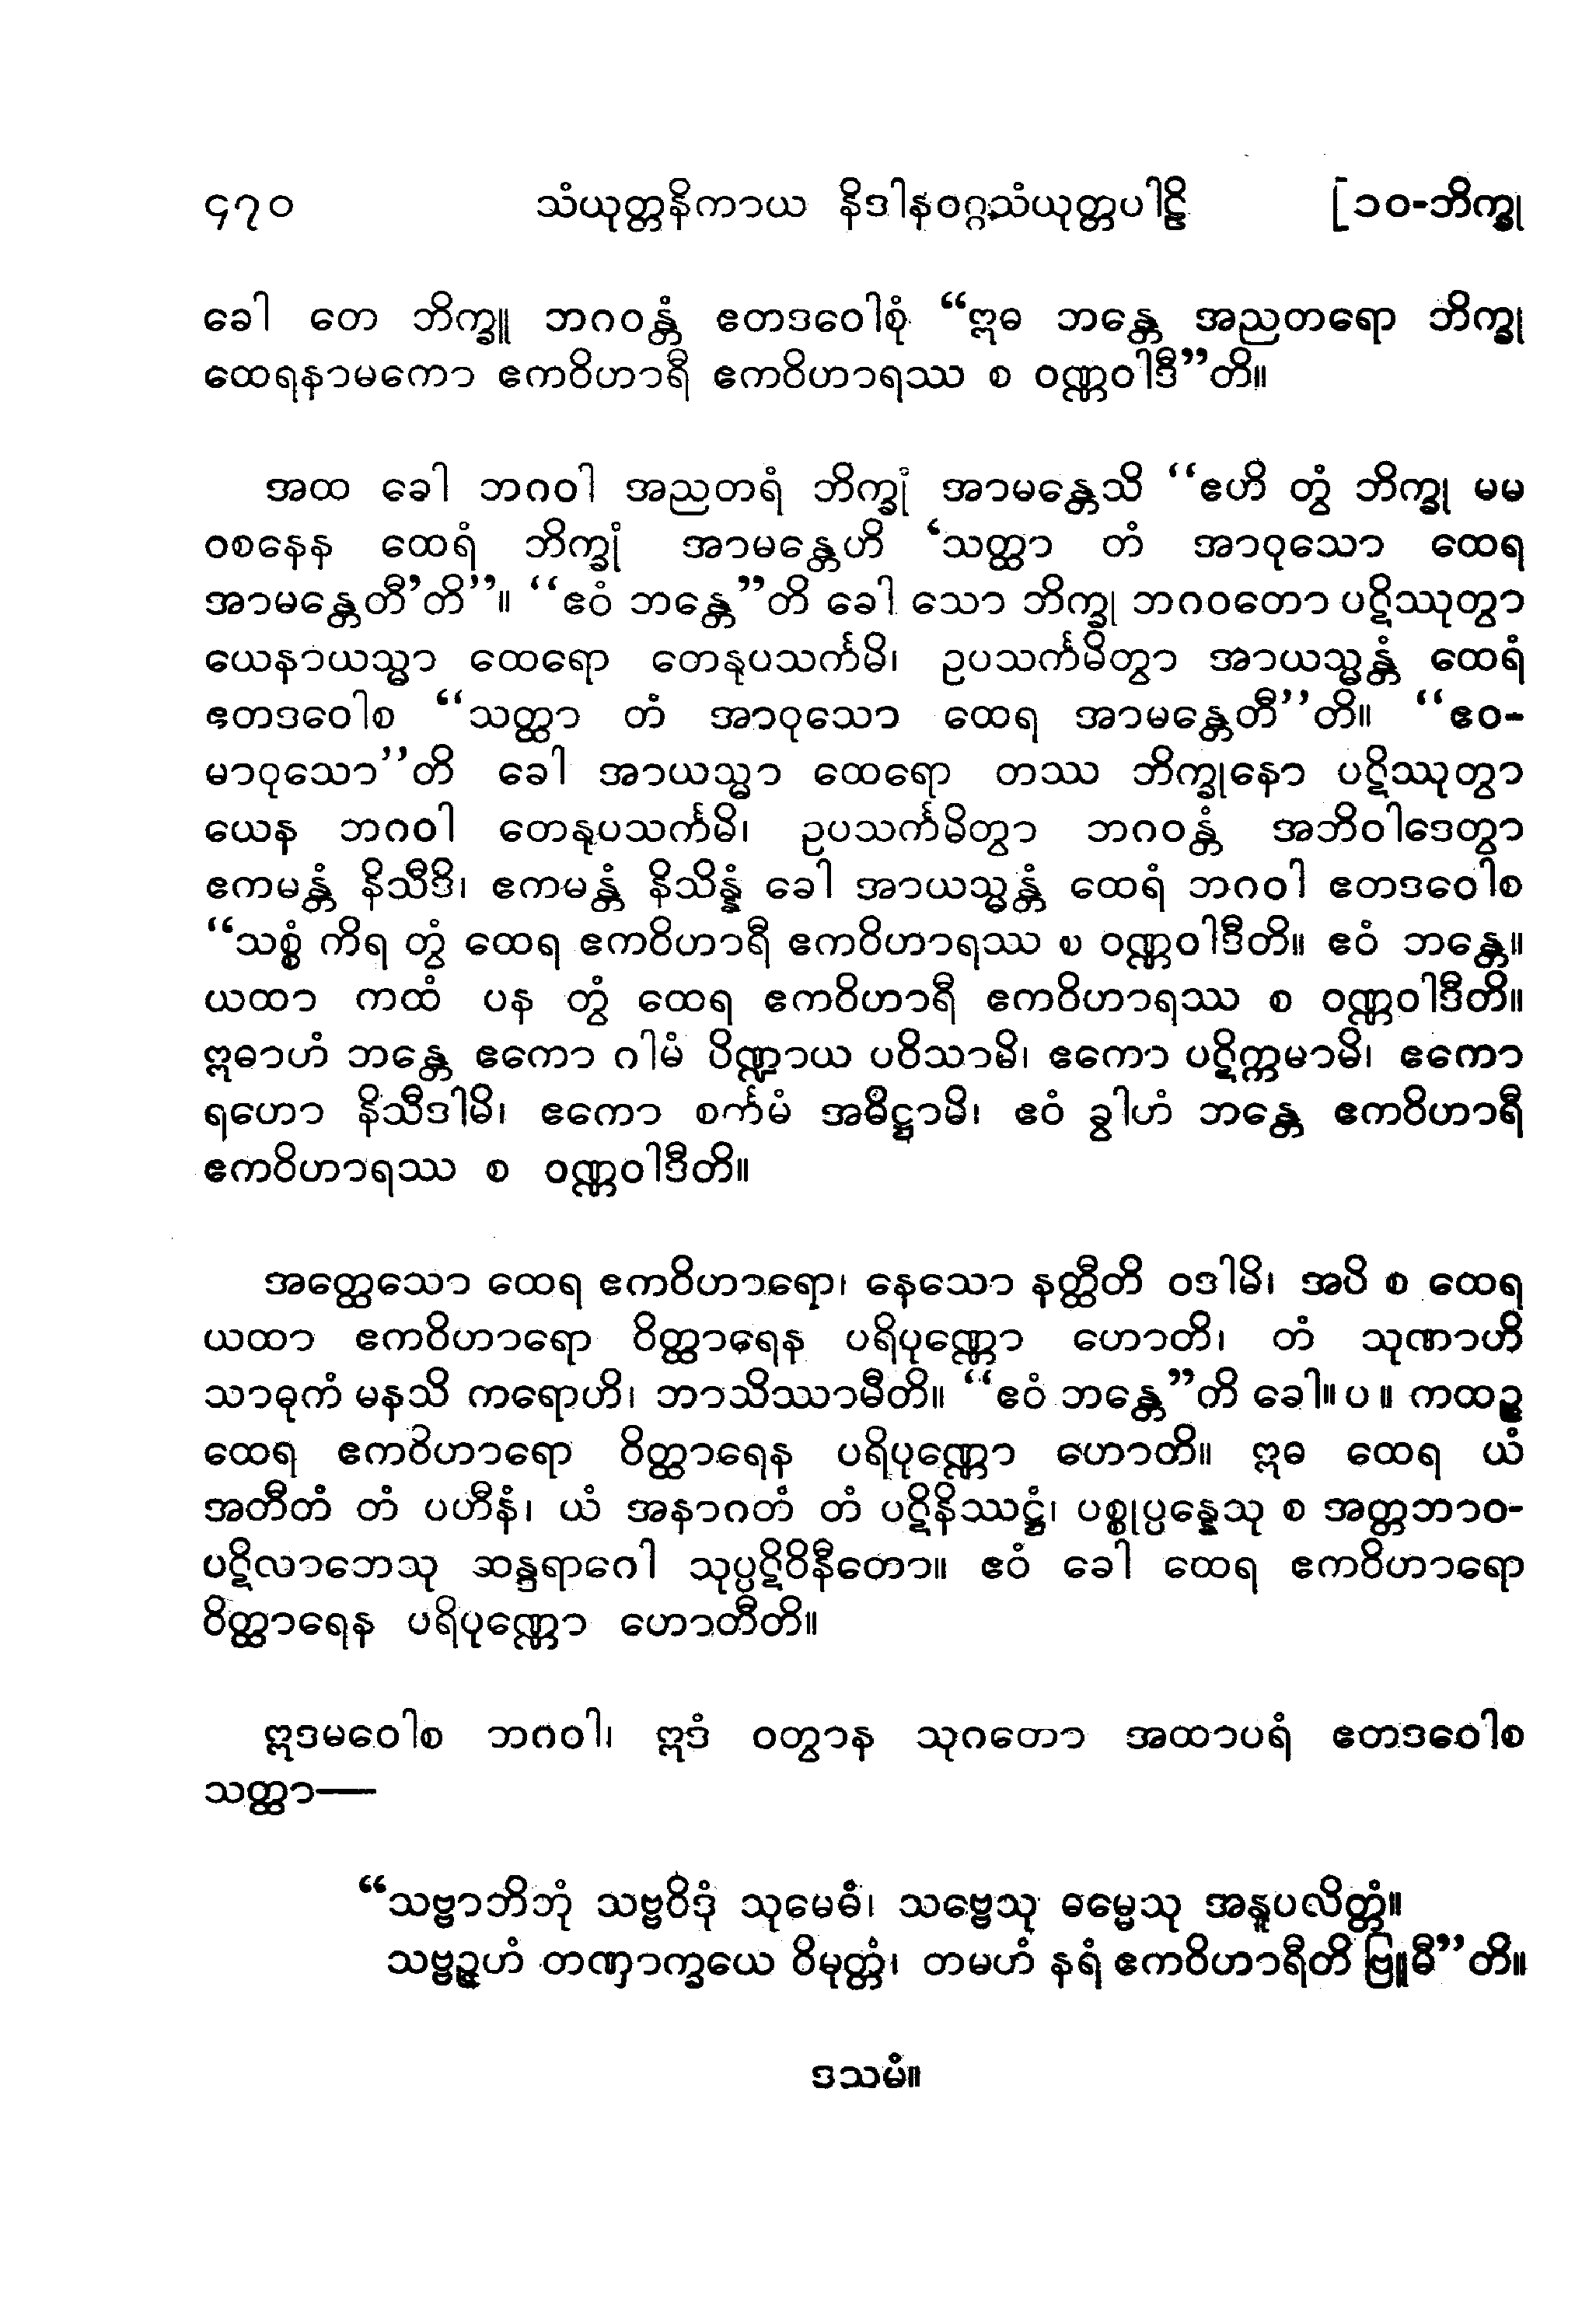 ၄၇၀ သံယုတ္တနိကာယ နိဒါနဝဂ္ဂသံယုတ္တပါဠိ [၁၀-ဘိက္ခု
ခေါ တေ ဘိက္ခူ ဘဂဝန္တံ ဧတဒဝေါစုံ “ဣဓ ဘန္တေ အညတရော ဘိက္ခု
ထေရနာမကော ဧကဝိဟာရီ ဧကဝိဟာရဿ စ ဝဏ္ဏဝါဒီ”တိ။
အထ ခေါ ဘဂဝါ အညတရံ ဘိက္ခုံ အာမန္တေသိ “ဧဟိ တွံ ဘိက္ခု မမ
ဝစနေန ထေရံ ဘိက္ခုံ အာမန္တေဟိ ‘သတ္ထာ တံ အာဝုသော ထေရ
အာမန္တေတီ’တိ”။ “ဧဝံ ဘန္တေ”တိ ခေါ သော ဘိက္ခု ဘဂဝတော ပဋိဿုတွာ
ယေနာယသ္မာ ထေရော တေနုပသင်္ကမိ၊ ဥပသင်္ကမိတွာ အာယသ္မန္တံ ထေရံ
ဧတဒဝေါစ “သတ္ထာ တံ အာဝုသော ထေရ အာမန္တေတီ”တိ။ “ဧဝ-
မာဝုသော”တိ ခေါ အာယသ္မာ ထေရော တဿ ဘိက္ခုနော ပဋိဿုတွာ
ယေန ဘဂဝါ တေနုပသင်္ကမိ၊ ဥပသင်္ကမိတွာ ဘဂဝန္တံ အဘိဝါဒေတွာ
ဧကမန္တံ နိသီဒိ၊ ဧကမန္တံ နိသိန္နံ ခေါ အာယသ္မန္တံ ထေရံ ဘဂဝါ ဧတဒဝေါစ
“သစ္စံ ကိရ တွံ ထေရ ဧကဝိဟာရီ ဧကဝိဟာရဿ စ ဝဏ္ဏဝါဒီတိ။ ဧဝံ ဘန္တေ။
ယထာ ကထံ ပန တွံ ထေရ ဧကဝိဟာရီ ဧကဝိဟာရဿ စ ဝဏ္ဏဝါဒီတိ။
ဣဓာဟံ ဘန္တေ ဧကော ဂါမံ ပိဏ္ဍာယ ပဝိသာမိ၊ ဧကော ပဋိက္ကမာမိ၊ ဧကော
ရဟော နိသီဒါမိ၊ ဧကော စင်္ကမံ အဓိဋ္ဌာမိ၊ ဧဝံ ခွါဟံ ဘန္တေ ဧကဝိဟာရီ
ဧကဝိဟာရဿ စ ဝဏ္ဏဝါဒီတိ။
အတ္ထေသော ထေရ ဧကဝိဟာရော၊ နေသော နတ္ထီတိ ဝဒါမိ၊ အပိ စ ထေရ
ယထာ ဧကဝိဟာရော ဝိတ္ထာရေန ပရိပုဏ္ဏော ဟောတိ၊ တံ သုဏာဟိ
သာဓုကံ မနသိ ကရောဟိ၊ ဘာသိဿာမီတိ။ “ဧဝံ ဘန္တေ”တိ ခေါ။ပ။ ကထဉ္စ
ထေရ ဧကဝိဟာရော ဝိတ္ထာရေန ပရိပုဏ္ဏော ဟောတိ။ ဣဓ ထေရ ယံ
အတီတံ တံ ပဟီနံ၊ ယံ အနာဂတံ တံ ပဋိနိဿဋ္ဌံ၊ ပစ္စုပ္ပန္နေသု စ အတ္တဘာဝ-
ပဋိလာဘေသု ဆန္ဒရာဂေါ သုပ္ပဋိဝိနီတော။ ဧဝံ ခေါ ထေရ ဧကဝိဟာရော
ဝိတ္ထာရေန ပရိပုဏ္ဏော ဟောတီတိ။
ဣဒမဝေါစ ဘဂဝါ၊ ဣဒံ ဝတွာန သုဂတော အထာပရံ ဧတဒဝေါစ
သတ္ထာ—
“သဗ္ဗာဘိဘုံ သဗ္ဗဝိဒုံ သုမေဓံ၊ သဗ္ဗေသု ဓမ္မေသု အနူပလိတ္တံ။
သဗ္ဗဉ္ဇဟံ တဏှာက္ခယေ ဝိမုတ္တံ၊ တမဟံ နရံ ဧကဝိဟာရီတိ ဗြူမီ”တိ။
ဒသမံ။